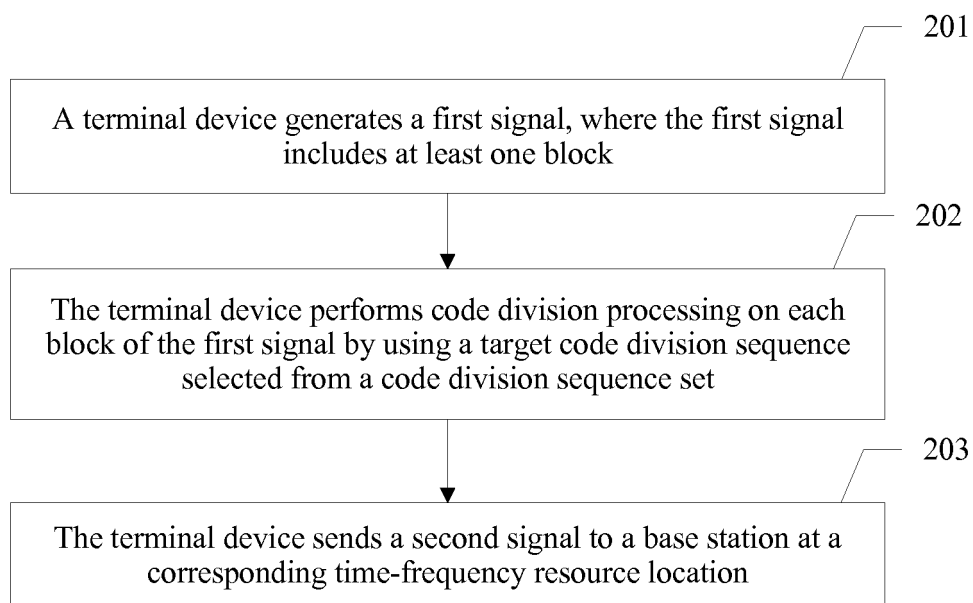 201
A terminal device generates a first signal, where the first signal
includes at least one block
202
The terminal device performs code division processing on each
block of the first signal by using a target code division sequence
selected from a code division sequence set
203
The terminal device sends a second signal to a base station at a
corresponding time-frequency resource location